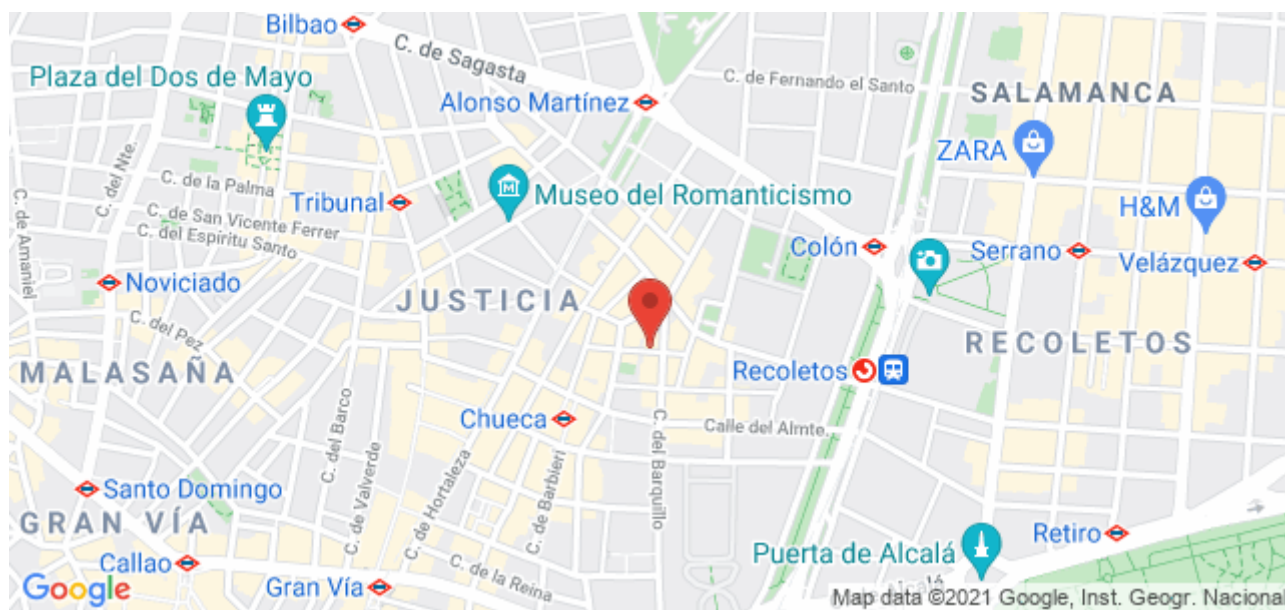 Bilbao
C. de Sagasta
C. de Fernando el Santo
Plaza del Dos de Mayo
Alonso Martínez
SALAMANCA
ZARA
C. del Nte.
C. de la Palma
Tribunal
Museo del Romanticismo
H&M
C. de San Vicente Ferrer
C. del Espíritu Santo
C. de Amaniel
Colón
Serrano
Velázquez
Noviciado
JUSTICIA
C. del Pez
RECOLETOS
MALASAÑA
Recoletos
Chueca
Calle del Almte.
C. del Barco
C. de Valverde
C. de Hortaleza
C. de Barbieri
C. del Barquillo
Santo Domingo
GRAN VÍA
Retiro
Puerta de Alcalá
Callao
C. de la Reina
Gran Vía
Alcalá
Google
Map data ©2021 Google, Inst. Geogr. Nacional